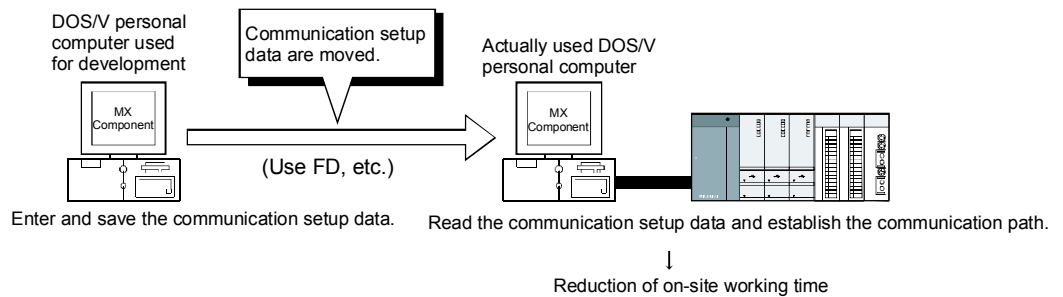 DOS/V personal
computer used
for development
Communication setup
data are moved.
Actually used DOS/V
personal computer
MX
Component
MX
Component
(Use FD, etc.)
Enter and save the communication setup data.
Read the communication setup data and establish the communication path.
↓
Reduction of on-site working time